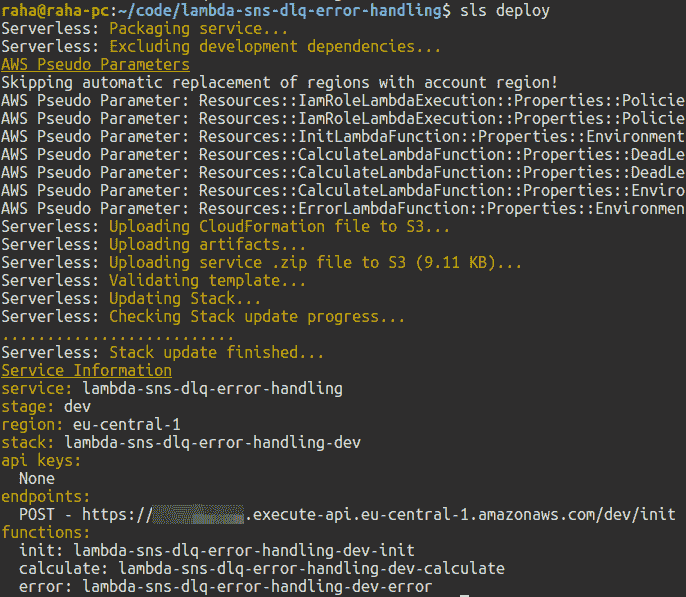 raha@raha-pc:~/code/lambda-sns-dlq-error-handling$ sls deploy
Serverless: Packaging service...
Serverless: Excluding development dependencies...
AWS Pseudo Parameters
Skipping automatic replacement of regions with account region!
AWS Pseudo Parameter: Resources::IamRoleLambdaExecution::Properties::Policie
AWS Pseudo Parameter: Resources::IamRoleLambdaExecution::Properties::Policie
AWS Pseudo Parameter: Resources::InitLambdaFunction::Properties::Environment
AWS Pseudo Parameter: Resources::CalculateLambdaFunction::Properties::DeadLe
AWS Pseudo Parameter: Resources::CalculateLambdaFunction::Properties::DeadLe
AWS Pseudo Parameter: Resources::CalculateLambdaFunction::Properties::Enviro
AWS Pseudo Parameter: Resources::ErrorLambdaFunction::Properties::Environmen
Serverless: Uploading CloudFormation file to S3...
Serverless: Uploading artifacts...
Serverless: Uploading service .zip file to S3 (9.11 KB)...
Serverless: Validating template...
Serverless: Updating Stack...
Serverless: Checking Stack update progress...
..........................
Serverless: Stack update finished...
Service Information
service: lambda-sns-dlq-error-handling
stage: dev
region: eu-central-1
stack: lambda-sns-dlq-error-handling-dev
api keys:
  None
endpoints:
  POST - https://.execute-api.eu-central-1.amazonaws.com/dev/init
functions:
  init: lambda-sns-dlq-error-handling-dev-init
  calculate: lambda-sns-dlq-error-handling-dev-calculate
  error: lambda-sns-dlq-error-handling-dev-error